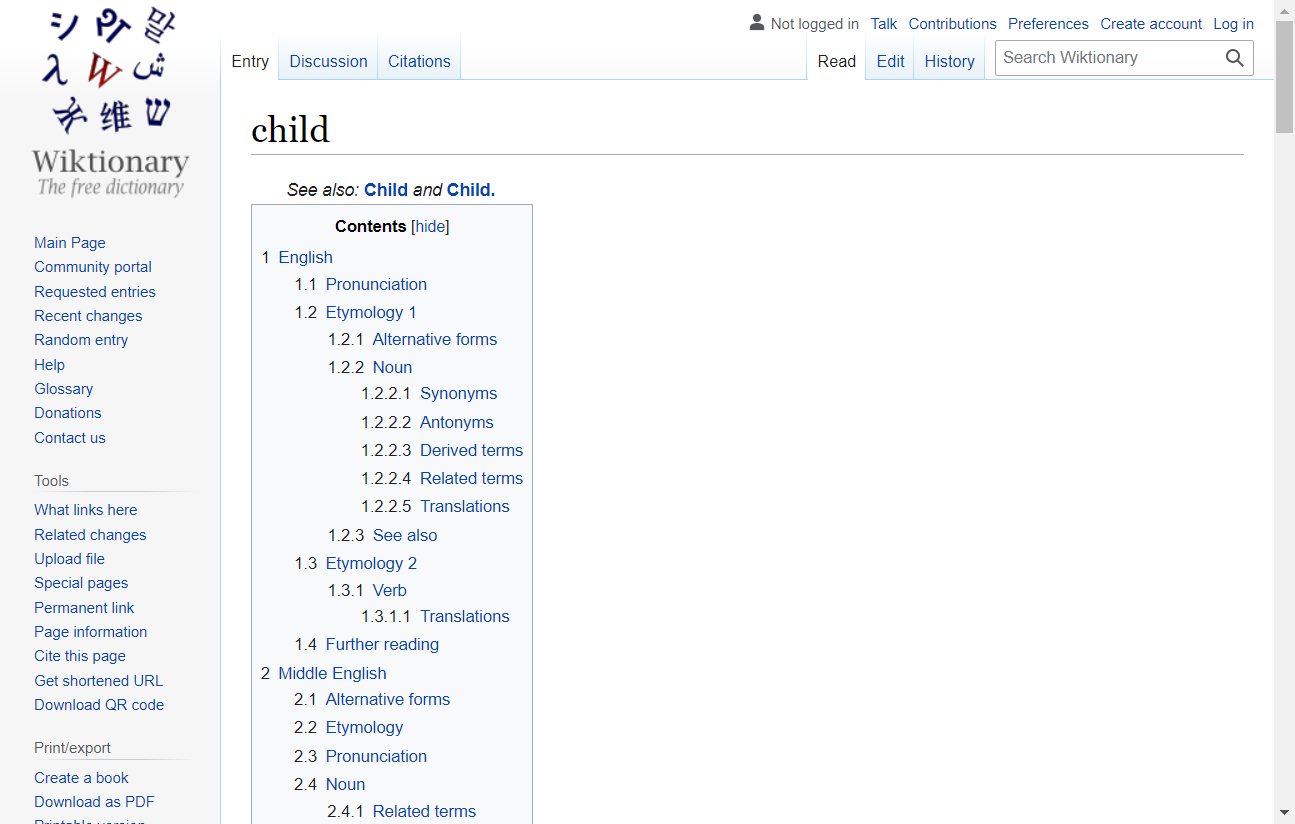 Not logged in Talk Contributions Preferences Create account Log in
Entry Discussion Citations Read Edit History Search Wiktionary
シ 말
λ W ش
维 ש
Wiktionary
The free dictionary
Main Page
Community portal
Requested entries
Recent changes
Random entry
Help
Glossary
Donations
Contact us
Tools
What links here
Related changes
Upload file
Special pages
Permanent link
Page information
Cite this page
Get shortened URL
Download QR code
Print/export
Create a book
Download as PDF
Printable version
child
See also: Child and Child.
Contents [hide]
1 English
1.1 Pronunciation
1.2 Etymology 1
1.2.1 Alternative forms
1.2.2 Noun
1.2.2.1 Synonyms
1.2.2.2 Antonyms
1.2.2.3 Derived terms
1.2.2.4 Related terms
1.2.2.5 Translations
1.2.3 See also
1.3 Etymology 2
1.3.1 Verb
1.3.1.1 Translations
1.4 Further reading
2 Middle English
2.1 Alternative forms
2.2 Etymology
2.3 Pronunciation
2.4 Noun
2.4.1 Related terms